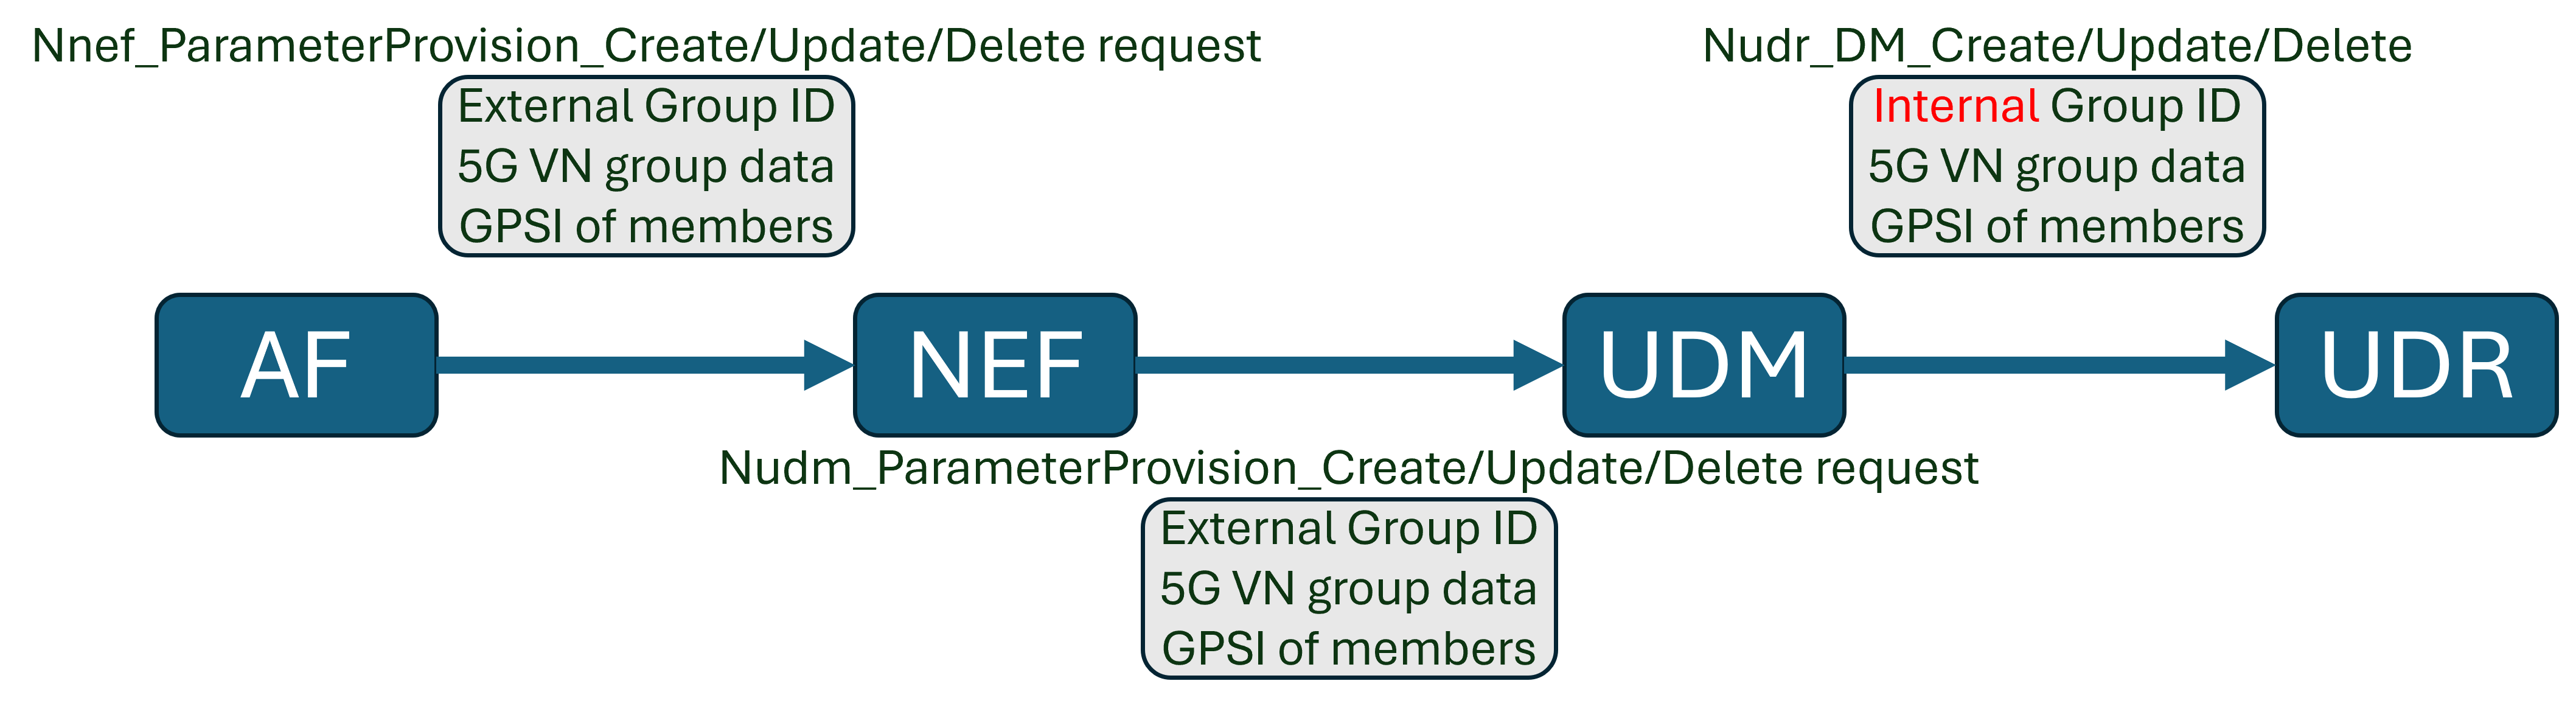 Nnef_ParameterProvision_Create/Update/Delete request
External Group ID
5G VN group data
GPSI of members
Nudr_DM_Create/Update/Delete
Internal Group ID
5G VN group data
GPSI of members
AF
NEF
UDM
UDR
Nudm_ParameterProvision_Create/Update/Delete request
External Group ID
5G VN group data
GPSI of members